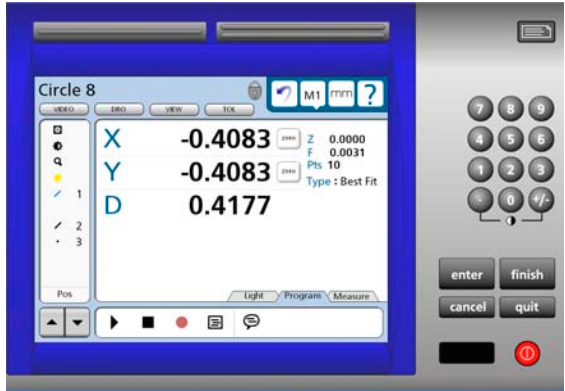 Circle 8
M1 mm ?
VIDEO DRO VIEW TOL
X -0.4083 zero Z 0.0000
F 0.0031
Y -0.4083 zero Pts 10
Type : Best Fit
D 0.4177
1
2
3
Pos
Light Program Measure
7 8 9
4 5 6
1 2 3
. 0 +/-
enter finish
cancel quit